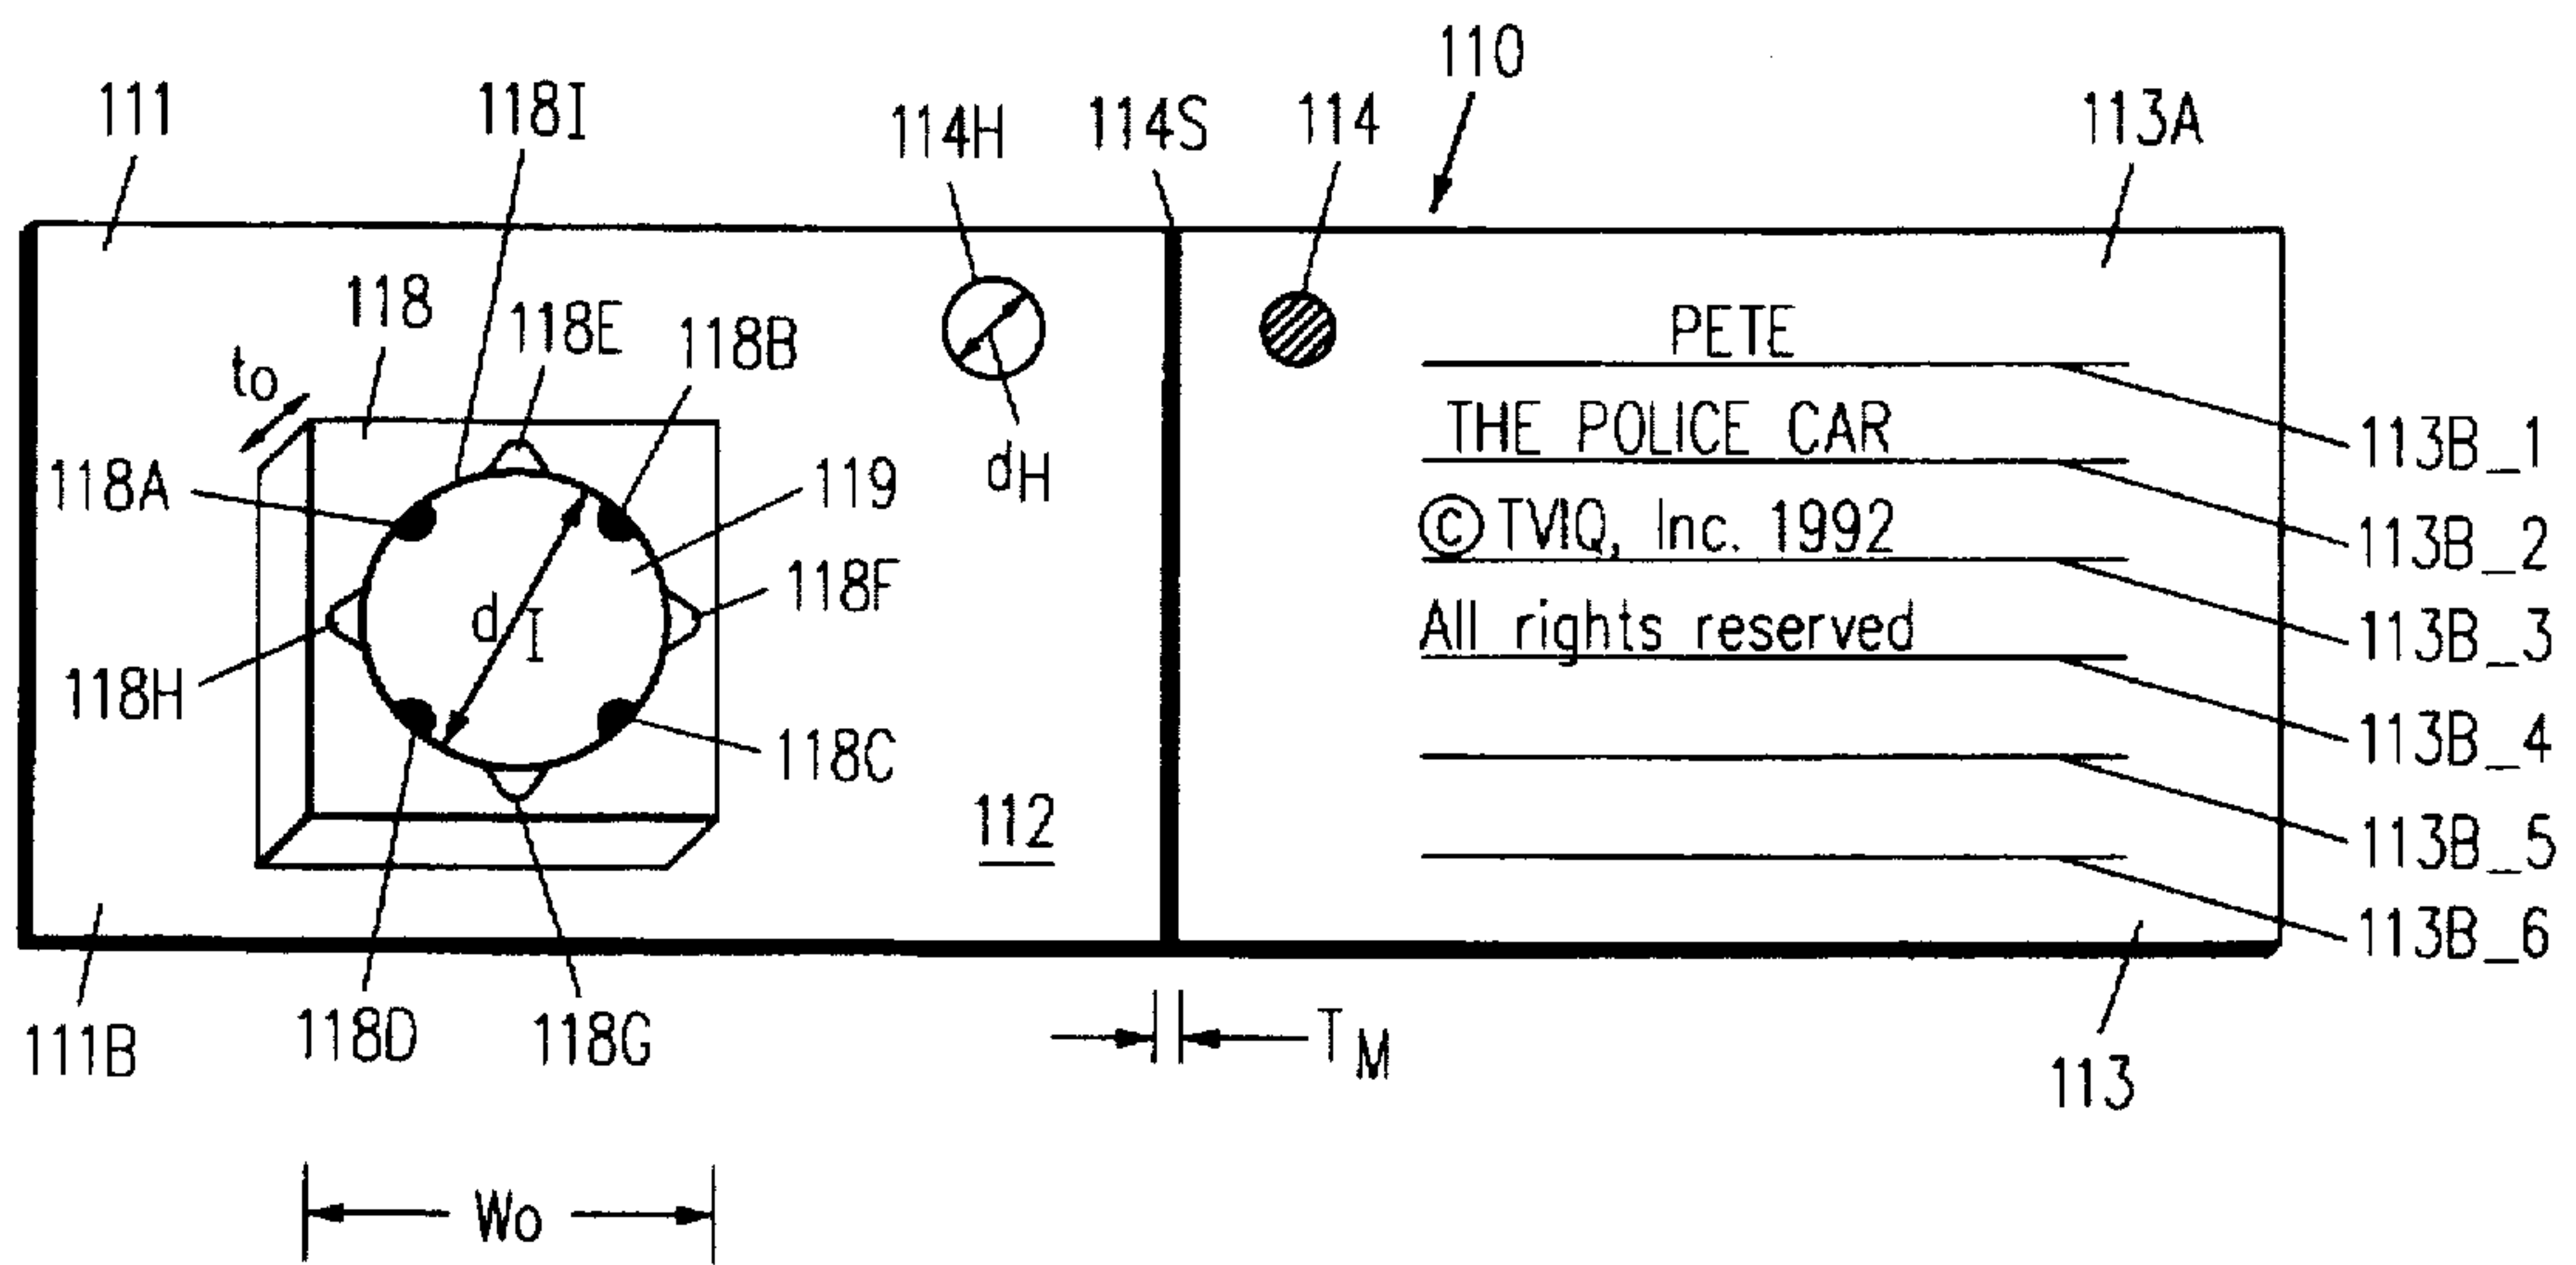 110
111
118I
114H
114S
114
113A
118
118E
118B
to
dH
PETE
113B_1
THE POLICE CAR
113B_2
118A
119
© TVIQ, Inc. 1992
113B_3
118F
dI
All rights reserved
113B_4
118H
118C
113B_5
112
113B_6
111B
118D
118G
TM
113
Wo